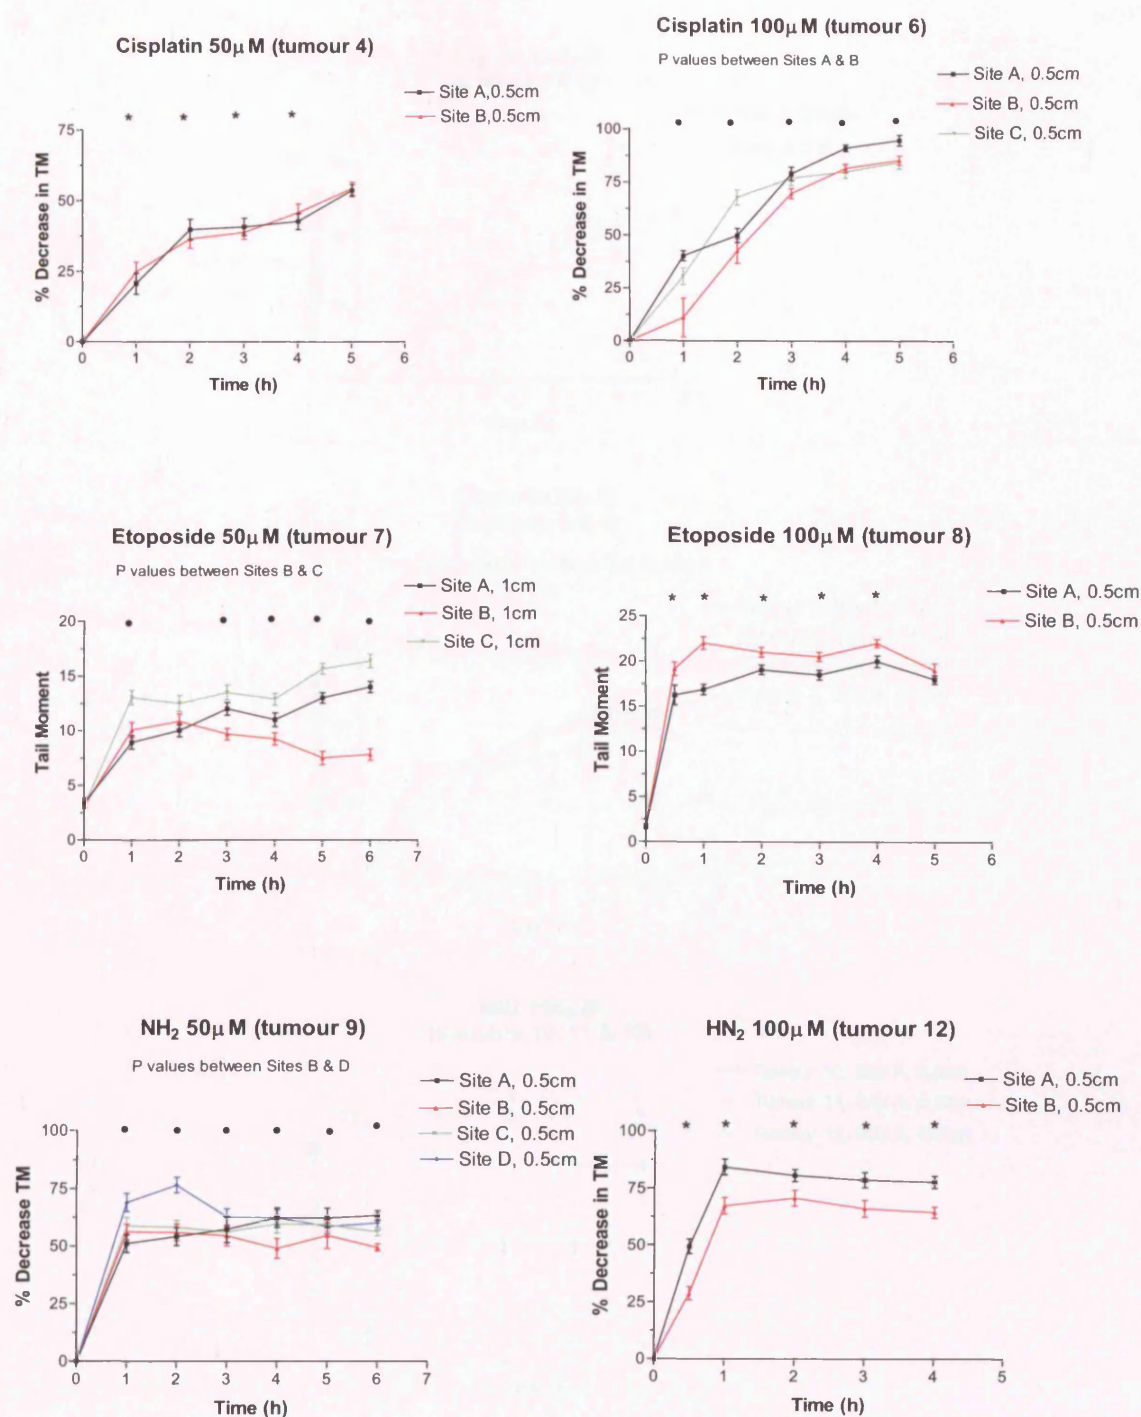 Cisplatin 50µM (tumour 4)
Site A,0.5cm
Site B,0.5cm
* * * *
% Decrease in TM
75
50
25
0
0 1 2 3 4 5 6
Time (h)
Cisplatin 100µM (tumour 6)
P values between Sites A & B
Site A, 0.5cm
Site B, 0.5cm
Site C, 0.5cm
% Decrease in TM
100
75
50
25
0
0 1 2 3 4 5 6
Time (h)
Etoposide 50µM (tumour 7)
P values between Sites B & C
Site A, 1cm
Site B, 1cm
Site C, 1cm
Tail Moment
20
15
10
5
0
0 1 2 3 4 5 6 7
Time (h)
Etoposide 100µM (tumour 8)
Site A, 0.5cm
Site B, 0.5cm
* * * * *
Tail Moment
25
20
15
10
5
0
0 1 2 3 4 5 6
Time (h)
NH₂ 50µM (tumour 9)
P values between Sites B & D
Site A, 0.5cm
Site B, 0.5cm
Site C, 0.5cm
Site D, 0.5cm
% Decrease TM
100
75
50
25
0
0 1 2 3 4 5 6 7
Time (h)
HN₂ 100µM (tumour 12)
Site A, 0.5cm
Site B, 0.5cm
* * * * *
% Decrease in TM
100
75
50
25
0
0 1 2 3 4 5
Time (h)